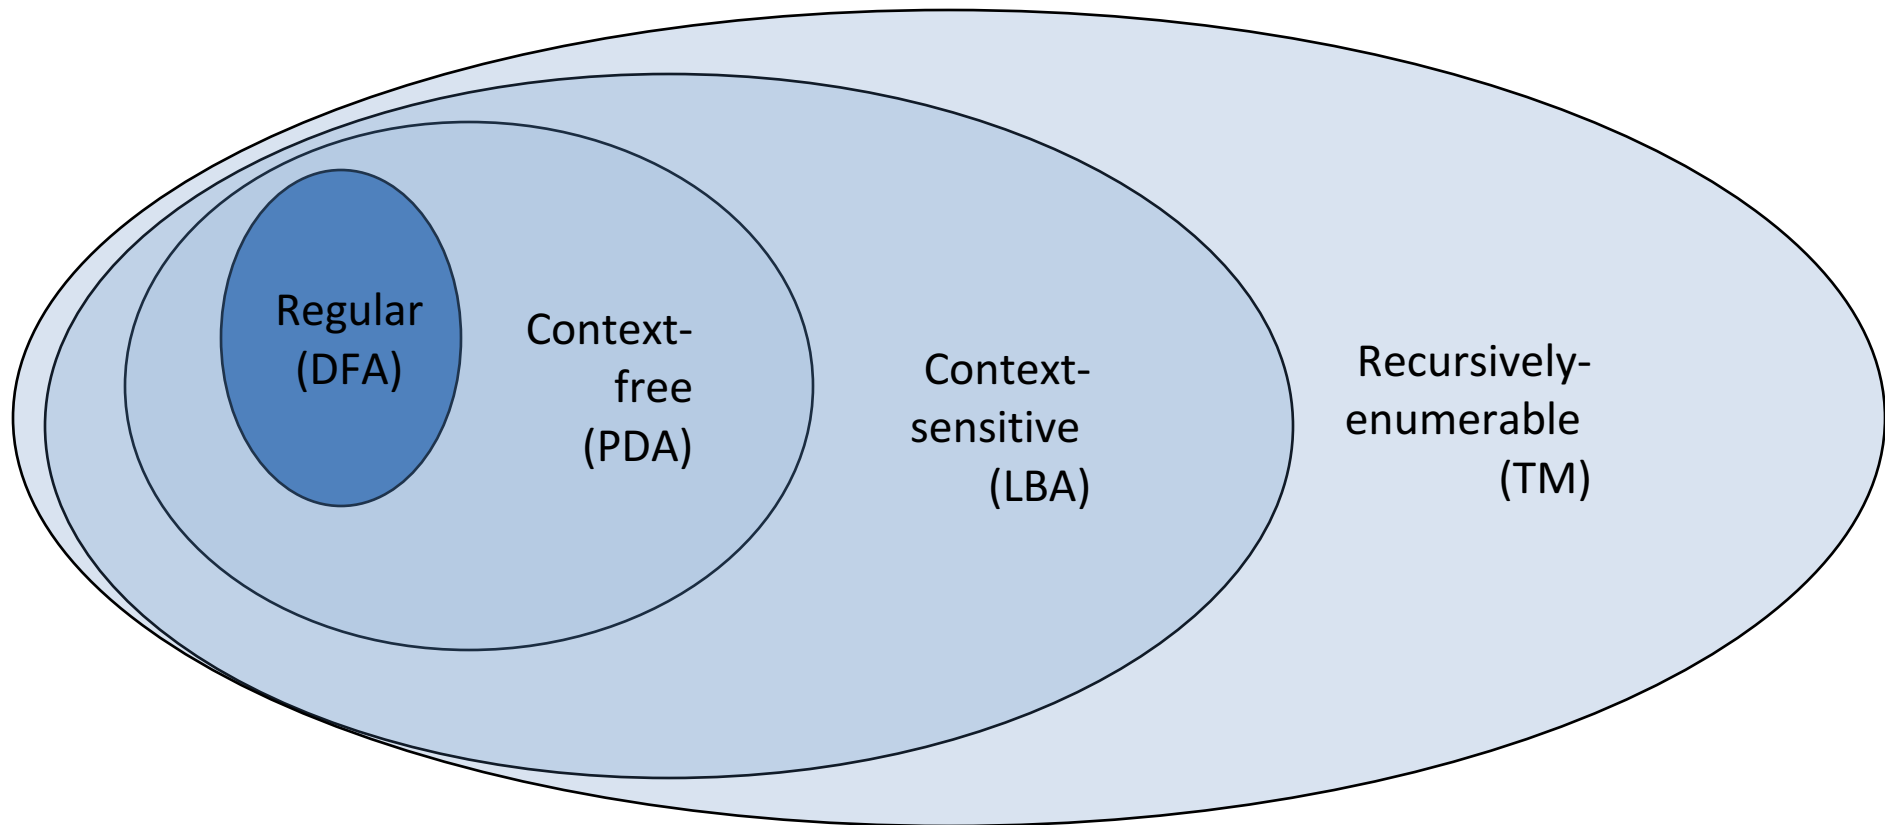 Regular
(DFA)
Context-
free
(PDA)
Context-
sensitive
(LBA)
Recursively-
enumerable
(TM)